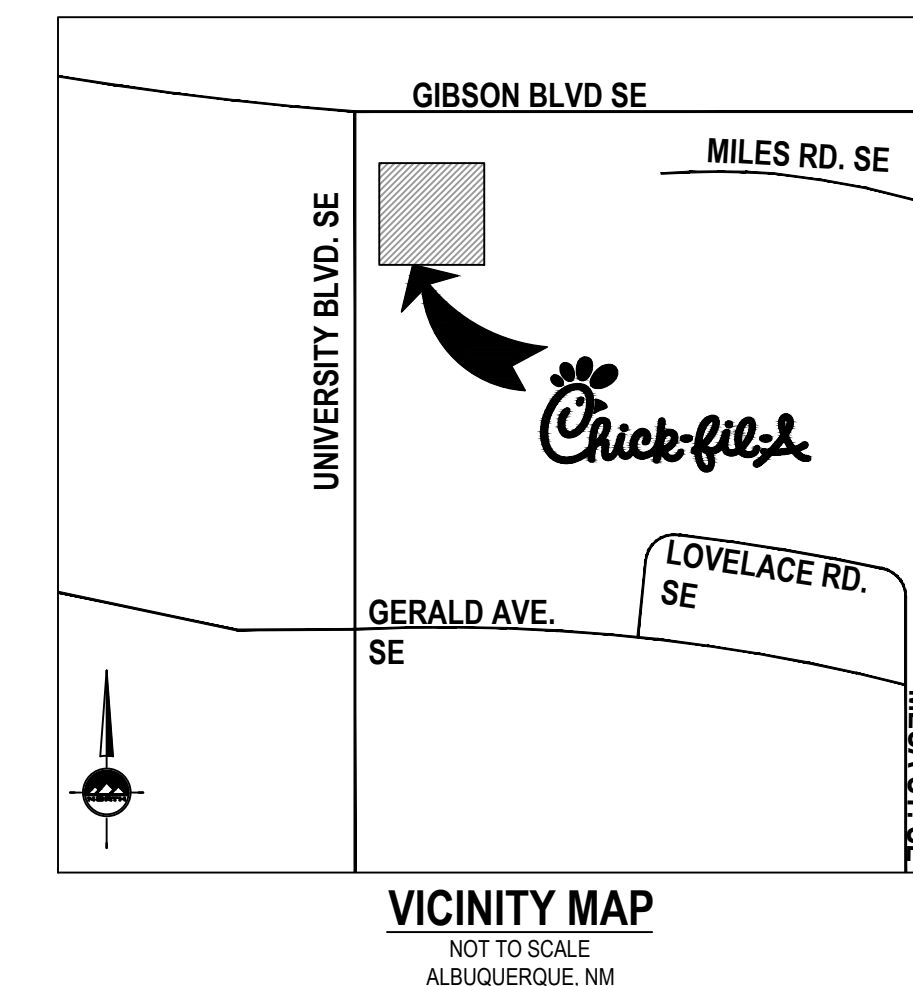 GIBSON BLVD SE
MILES RD. SE
UNIVERSITY BLVD. SE
Chick-fil-A
LOVELACE RD.
SE
GERALD AVE.
SE
NORTH
VICINITY MAP
NOT TO SCALE
ALBUQUERQUE, NM